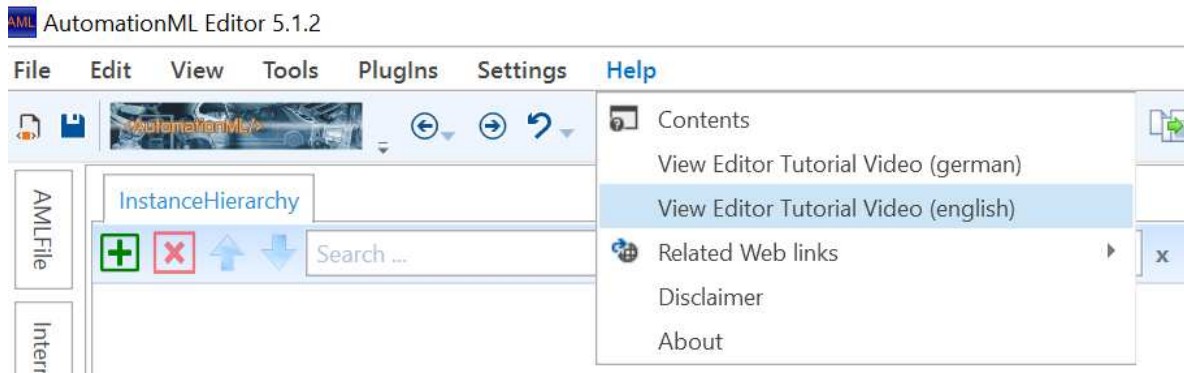 AML AutomationML Editor 5.1.2
File Edit View Tools PlugIns Settings Help
<AutomationML/>
Contents
View Editor Tutorial Video (german)
View Editor Tutorial Video (english)
Related Web links
Disclaimer
About
AMLFile
InstanceHierarchy
Search ...
x